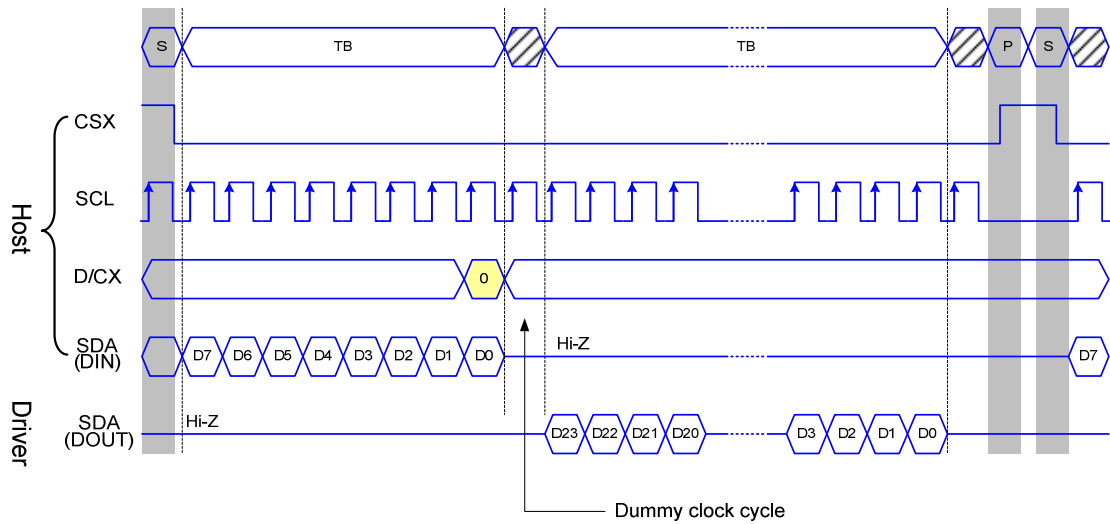 S TB TB P S
CSX
SCL
D/CX 0
SDA
(DIN) D7 D6 D5 D4 D3 D2 D1 D0 Hi-Z D7
SDA
(DOUT) Hi-Z D23 D22 D21 D20 D3 D2 D1 D0
Host
Driver
Dummy clock cycle